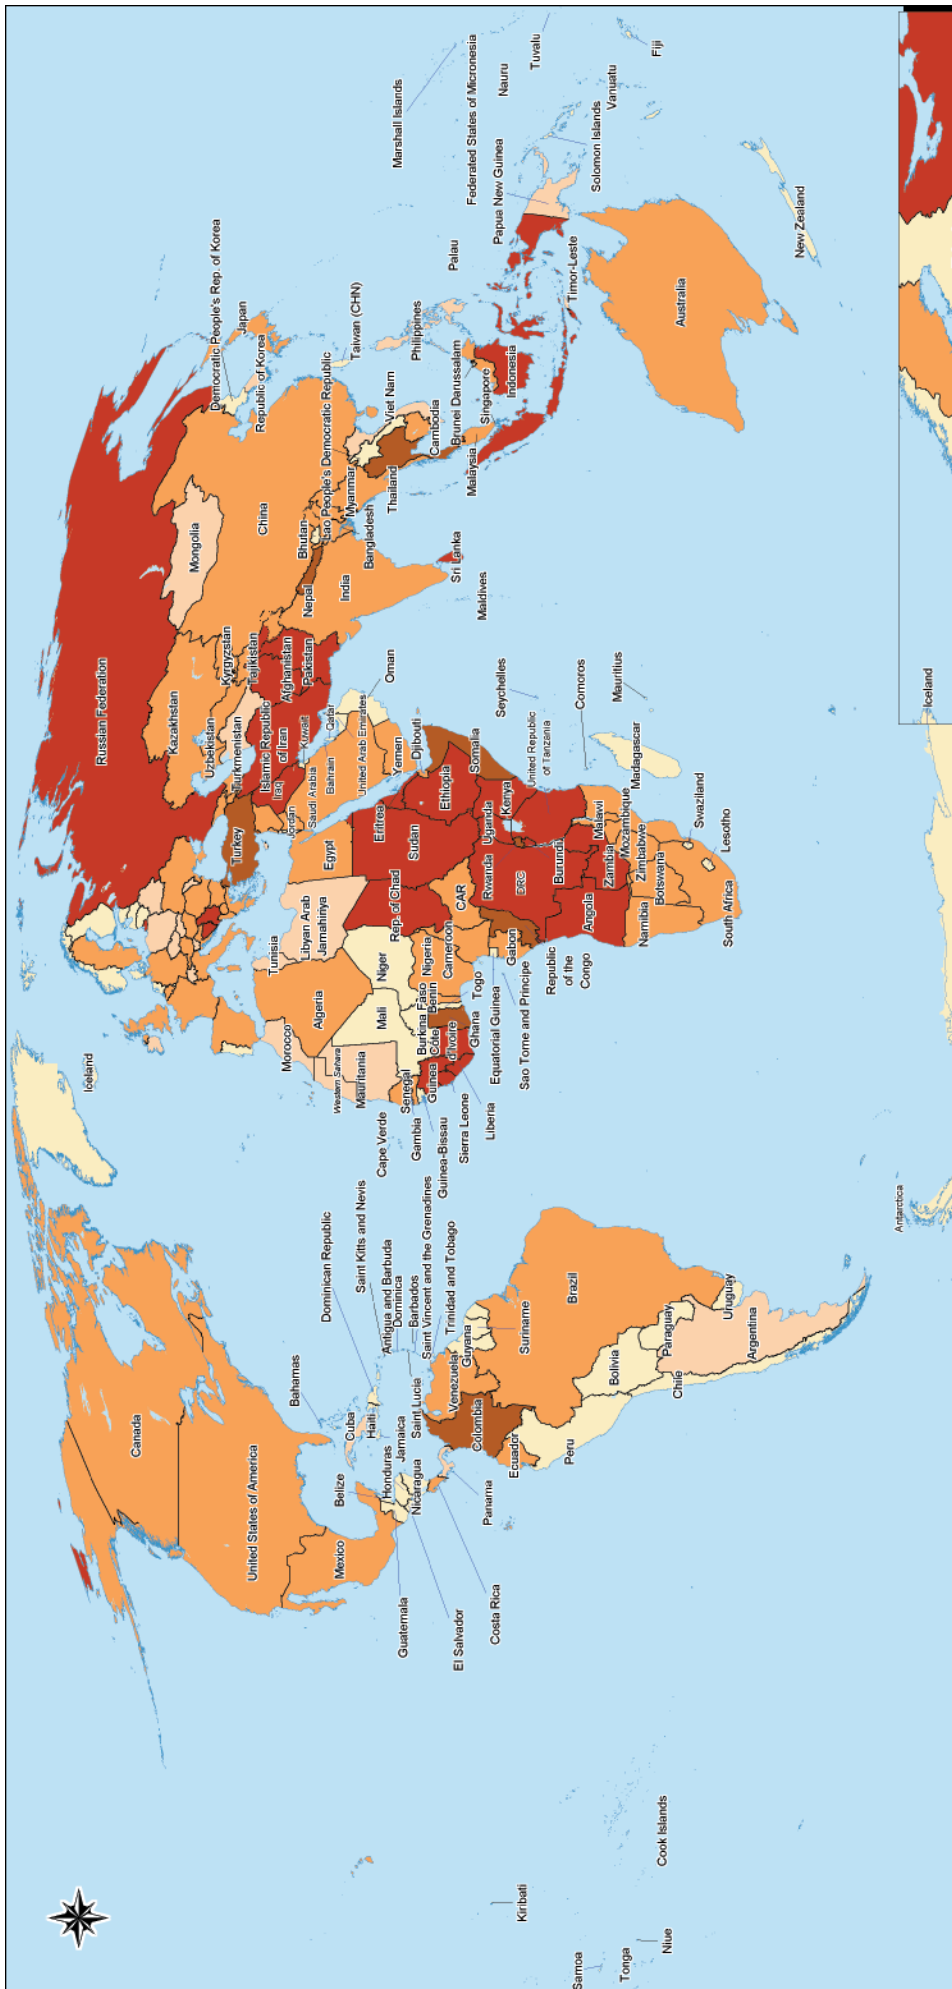 Iceland
Canada
United States of America
Mexico
Bahamas
Cuba
Haiti
Dominican Republic
Saint Kitts and Nevis
Antigua and Barbuda
Dominica
Barbados
Saint Vincent and the Grenadines
Trinidad and Tobago
Saint Lucia
Jamaica
Belize
Honduras
Nicaragua
Guatemala
El Salvador
Costa Rica
Panama
Venezuela
Guyana
Suriname
Colombia
Ecuador
Peru
Brazil
Bolivia
Paraguay
Uruguay
Chile
Argentina
Kiribati
Cook Islands
Samoa
Tonga
Niue
Antarctica
Iceland
Russian Federation
Kazakhstan
Uzbekistan
Turkmenistan
Kyrgyzstan
Tajikistan
Mongolia
China
Democratic People's Rep. of Korea
Republic of Korea
Japan
Taiwan (CHN)
Turkey
Islamic Republic
of Iran
Iraq
Afghanistan
Pakistan
Kuwait
Jordan
Saudi Arabia
Bahrain
Qatar
United Arab Emirates
Oman
Yemen
Nepal
Bhutan
India
Bangladesh
Myanmar
Lao People's Democratic Republic
Thailand
Viet Nam
Cambodia
Philippines
Brunei Darussalam
Malaysia
Singapore
Indonesia
Sri Lanka
Maldives
Timor-Leste
Palau
Marshall Islands
Federated States of Micronesia
Papua New Guinea
Nauru
Tuvalu
Solomon Islands
Vanuatu
Fiji
Australia
New Zealand
Morocco
Algeria
Tunisia
Libyan Arab
Jamahiriya
Egypt
Western Sahara
Mauritania
Mali
Niger
Rep. of Chad
Sudan
Eritrea
Djibouti
Ethiopia
Somalia
Cape Verde
Senegal
Gambia
Guinea-Bissau
Guinea
Sierra Leone
Liberia
Côte
d'Ivoire
Burkina Faso
Ghana
Togo
Benin
Nigeria
Cameroon
CAR
Equatorial Guinea
Sao Tome and Principe
Gabon
Republic
of the
Congo
DRC
Rwanda
Uganda
Kenya
Burundi
United Republic
of Tanzania
Seychelles
Comoros
Mauritius
Madagascar
Angola
Zambia
Malawi
Mozambique
Zimbabwe
Botswana
Namibia
South Africa
Swaziland
Lesotho